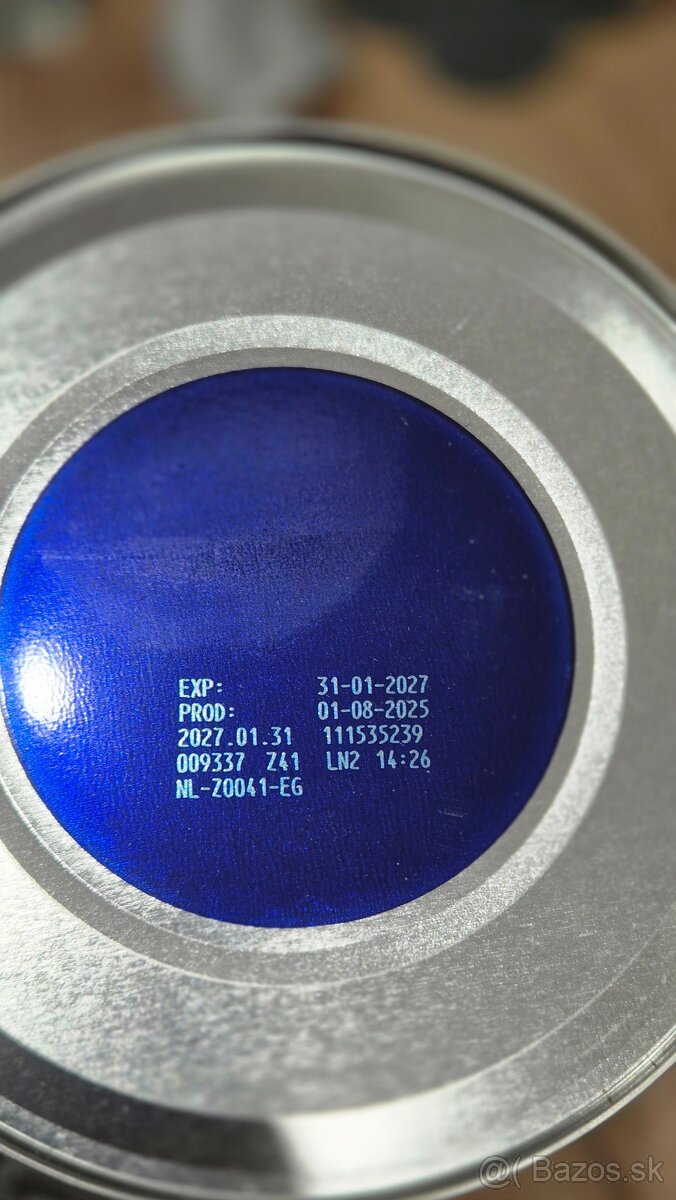 EXP: 31-01-2027
PROD: 01-08-2025
2027.01.31 111535239
009337 Z41 LN2 14:26
NL-Z0041-EG
@( Bazos.sk